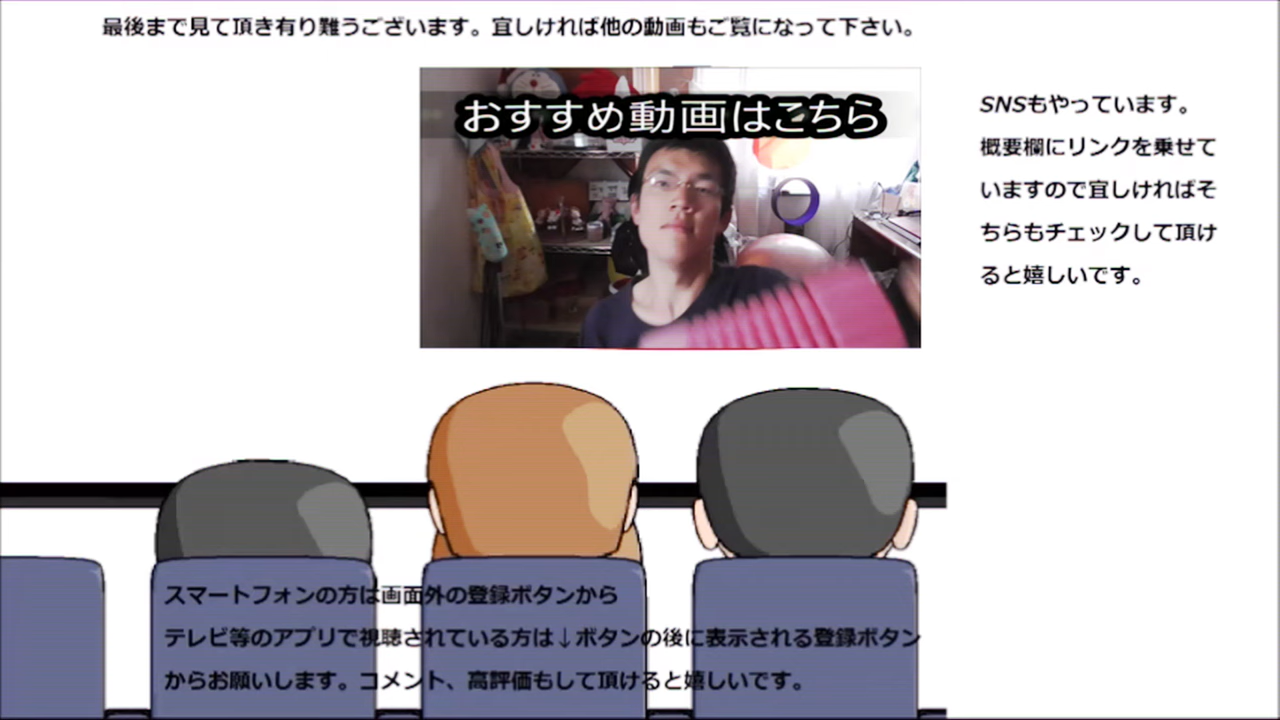 最後まで見て頂き有り難うございます。宜しければ他の動画もご覧になって下さい。
おすすめ動画はこちら
SNSもやっています。
概要欄にリンクを乗せて
いますので宜しければそ
ちらもチェックして頂け
ると嬉しいです。
スマートフォンの方は画面外の登録ボタンから
テレビ等のアプリで視聴されている方は↓ボタンの後に表示される登録ボタン
からお願いします。コメント、高評価もして頂けると嬉しいです。